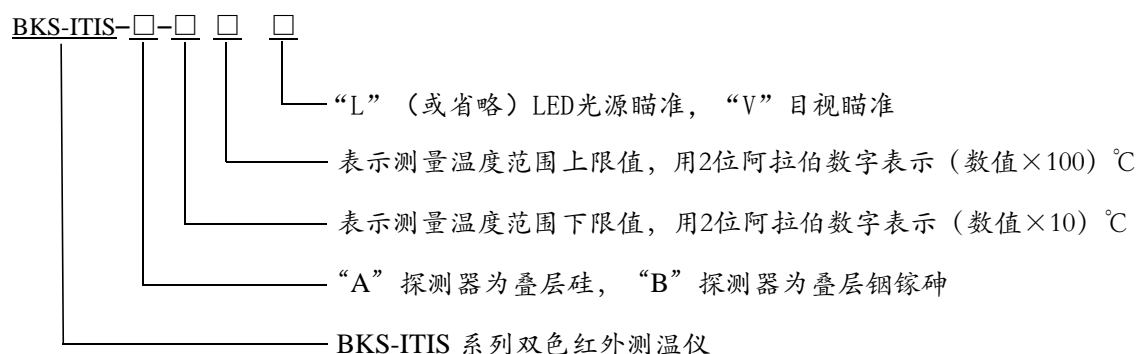 BKS-ITIS-□-□ □ □
“L”（或省略）LED光源瞄准，“V”目视瞄准
表示测量温度范围上限值，用2位阿拉伯数字表示（数值×100）℃
表示测量温度范围下限值，用2位阿拉伯数字表示（数值×10）℃
“A”探测器为叠层硅，“B”探测器为叠层铟镓砷
BKS-ITIS 系列双色红外测温仪